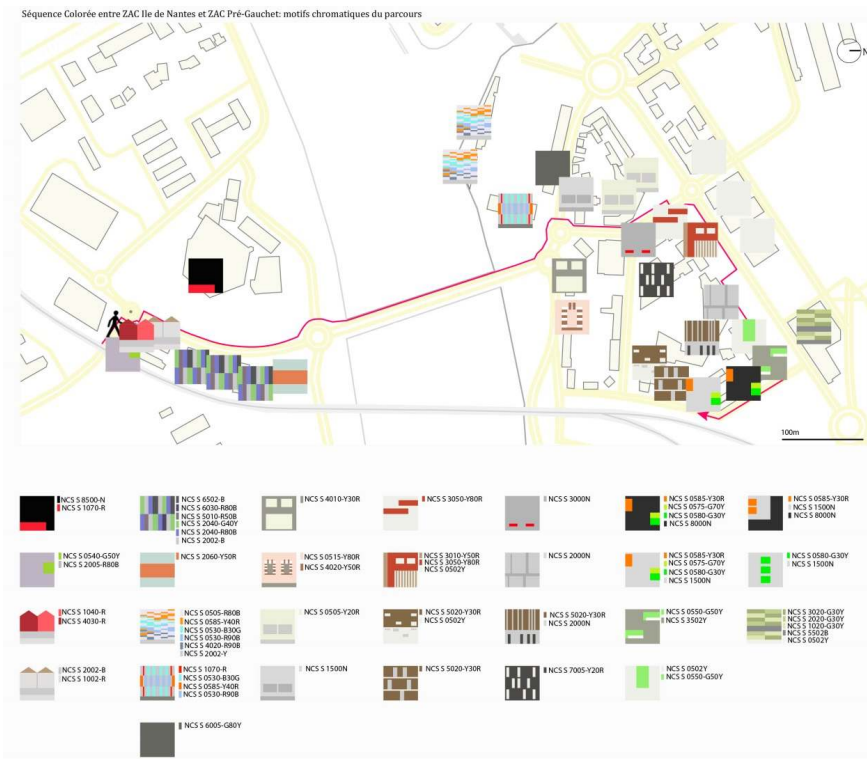 Séquence Colorée entre ZAC Ile de Nantes et ZAC Pré-Gauchet: motifs chromatiques du parcours
N
100m
NCS S 8500-N
NCS S 1070-R
NCS S 6502-B
NCS S 6030-R80B
NCS S 5010-R50B
NCS S 2040-G40Y
NCS S 2040-R80B
NCS S 2002-B
NCS S 4010-Y30R
NCS S 3050-Y80R
NCS S 3000N
NCS S 0585-Y30R
NCS S 0575-G70Y
NCS S 0580-G30Y
NCS S 8000N
NCS S 0585-Y30R
NCS S 1500N
NCS S 8000N
NCS S 0540-G50Y
NCS S 2005-R80B
NCS S 2060-Y50R
NCS S 0515-Y80R
NCS S 4020-Y50R
NCS S 3010-Y50R
NCS S 3050-Y80R
NCS S 0502Y
NCS S 2000N
NCS S 0585-Y30R
NCS S 0575-G70Y
NCS S 0580-G30Y
NCS S 1500N
NCS S 0580-G30Y
NCS S 1500N
NCS S 1040-R
NCS S 4030-R
NCS S 0505-R80B
NCS S 0585-Y40R
NCS S 0530-B30G
NCS S 0530-R90B
NCS S 4020-R90B
NCS S 2002-Y
NCS S 0505-Y20R
NCS S 5020-Y30R
NCS S 0502Y
NCS S 5020-Y30R
NCS S 2000N
NCS S 0550-G50Y
NCS S 3502Y
NCS S 3020-G30Y
NCS S 2020-G30Y
NCS S 1020-G30Y
NCS S 5502B
NCS S 0502Y
NCS S 2002-B
NCS S 1002-R
NCS S 1070-R
NCS S 0530-B30G
NCS S 0585-Y40R
NCS S 0530-R90B
NCS S 1500N
NCS S 5020-Y30R
NCS S 7005-Y20R
NCS S 0502Y
NCS S 0550-G50Y
NCS S 6005-G80Y